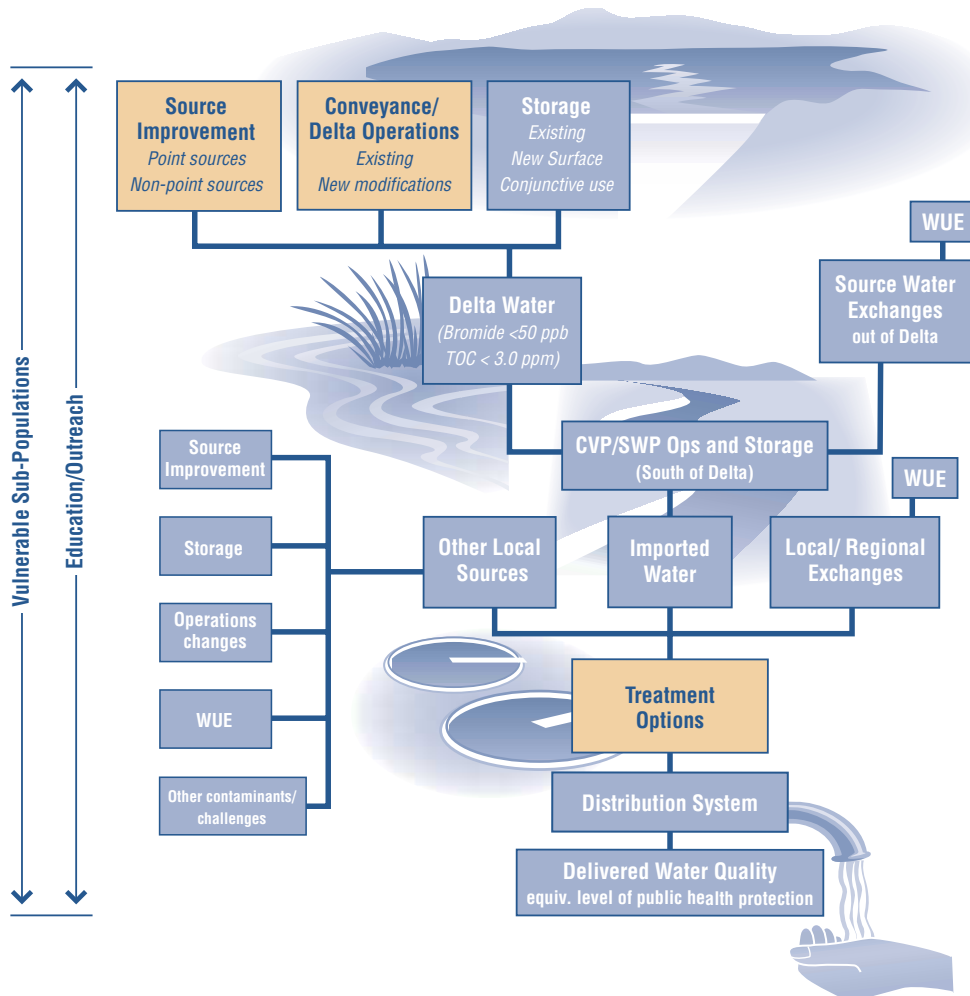 Source
Improvement
Point sources
Non-point sources
Conveyance/
Delta Operations
Existing
New modifications
Storage
Existing
New Surface
Conjunctive use
WUE
Source Water
Exchanges
out of Delta
Delta Water
(Bromide <50 ppb
TOC < 3.0 ppm)
Vulnerable Sub-Populations
Education/Outreach
CVP/SWP Ops and Storage
(South of Delta)
WUE
Source
Improvement
Storage
Operations
changes
WUE
Other contaminants/
challenges
Other Local
Sources
Imported
Water
Local/ Regional
Exchanges
Treatment
Options
Distribution System
Delivered Water Quality
equiv. level of public health protection